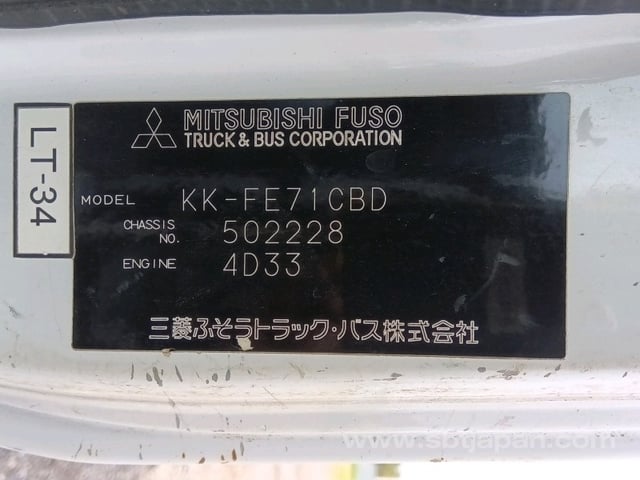 LT-34
MITSUBISHI FUSO
TRUCK & BUS CORPORATION
MODEL KK-FE71CBD
CHASSIS NO. 502228
ENGINE 4D33
三菱ふそうトラック・バス株式会社
www.sbtjapan.com